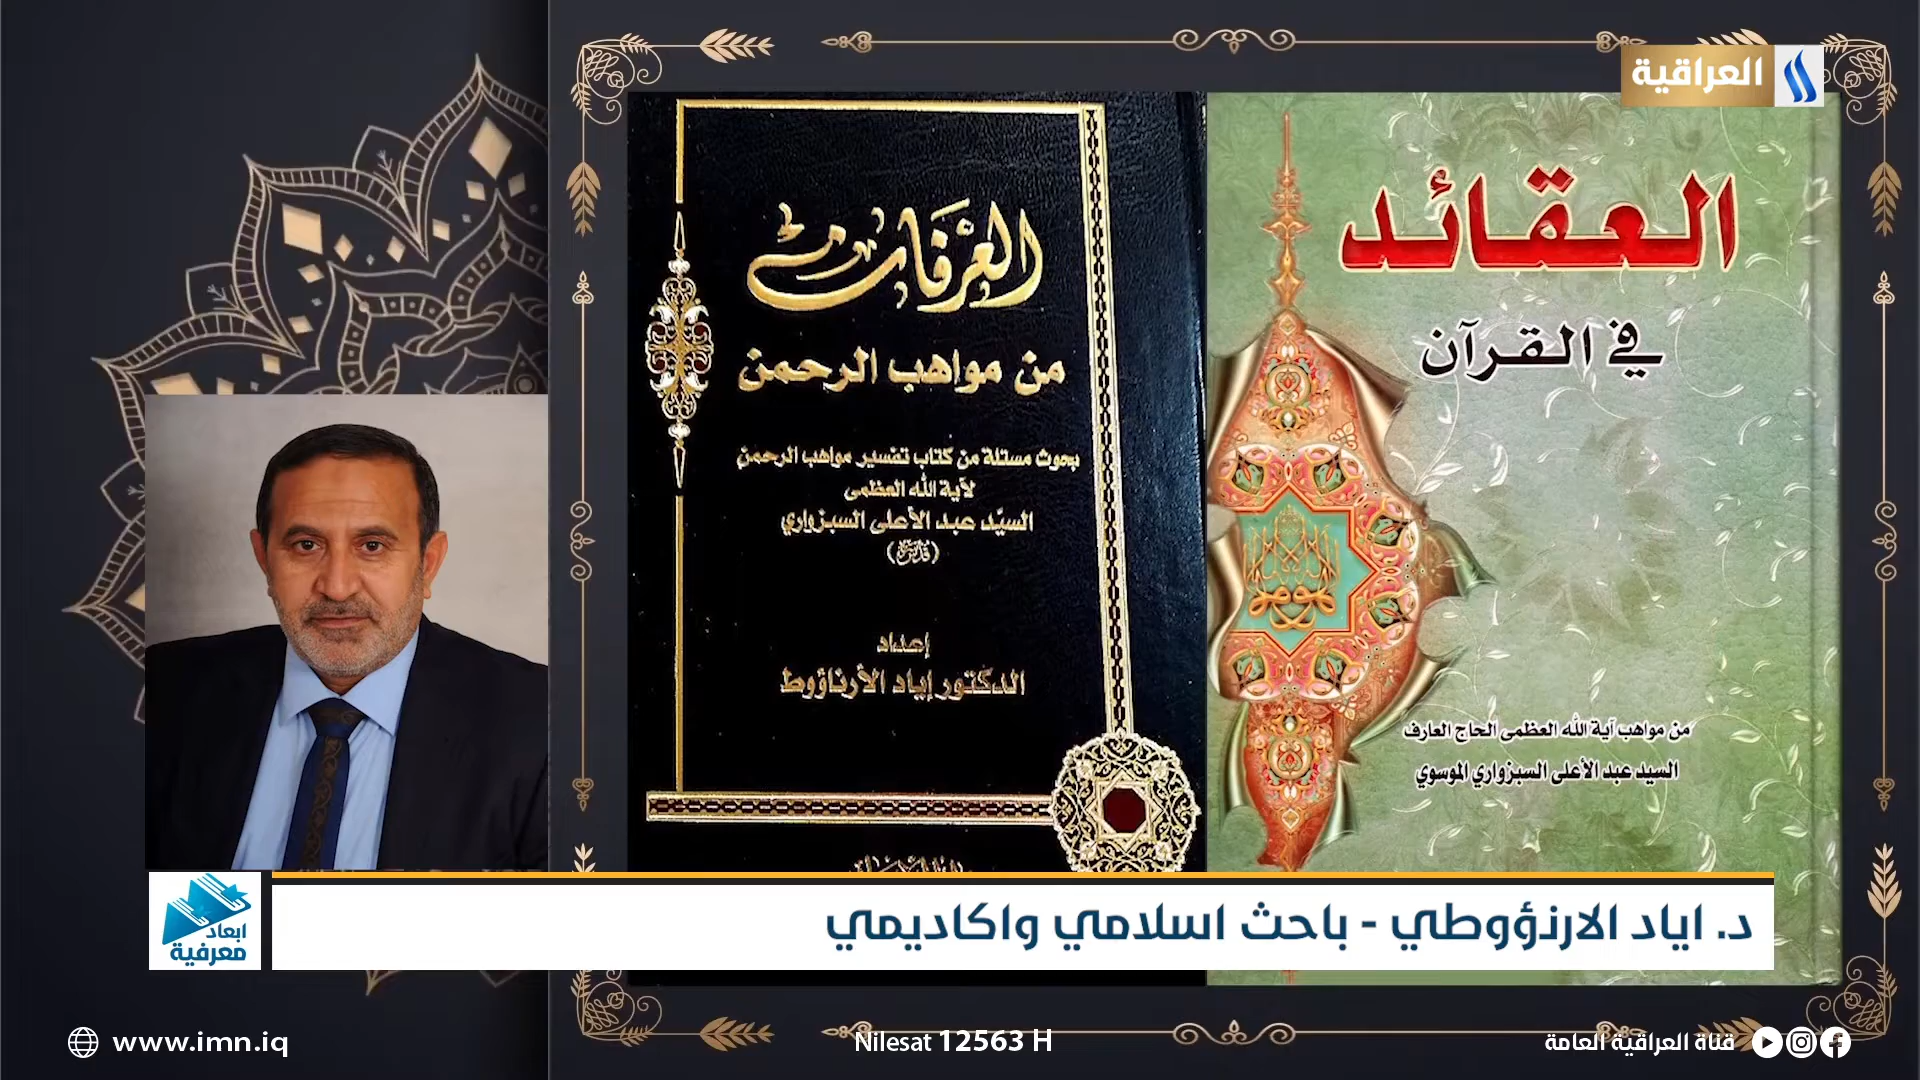 العراقية
العرفان
من مواهب الرحمن
بحوث مستلة من كتاب تفسير مواهب الرحمن
لآية الله العظمى
السيّد عبد الأعلى السبزواري
إعداد
الدكتور إياد الأرناؤوط
العقائد
في القرآن
من مواهب آية الله العظمى الحاج العارف
السيد عبد الأعلى السبزواري الموسوي
د. اياد الارنؤوطي - باحث اسلامي واكاديمي
ابعاد
معرفية
www.imn.iq
Nilesat 12563 H
قناة العراقية العامة